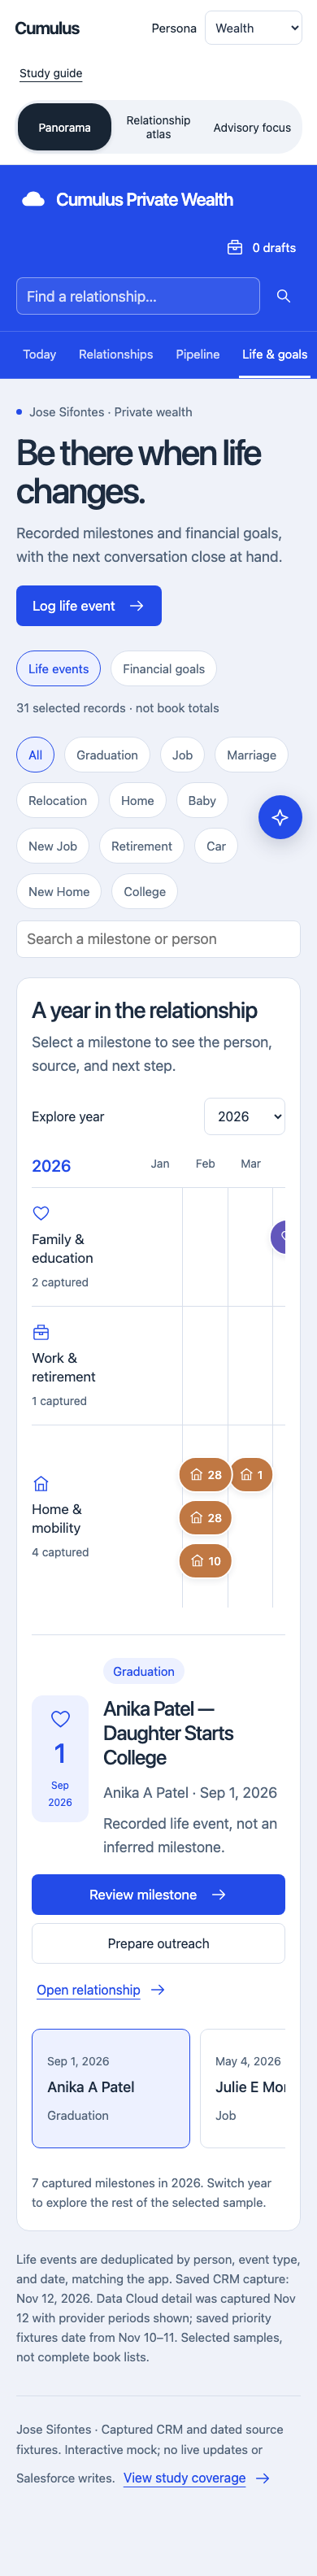 Cumulus
Persona
Wealth
Study guide
Panorama
Relationship
atlas
Advisory focus
Cumulus Private Wealth
0 drafts
Find a relationship...
Today
Relationships
Pipeline
Life & goals
Jose Sifontes · Private wealth
Be there when life
changes.
Recorded milestones and financial goals,
with the next conversation close at hand.
Log life event
Life events
Financial goals
31 selected records · not book totals
All
Graduation
Job
Marriage
Relocation
Home
Baby
New Job
Retirement
Car
New Home
College
Search a milestone or person
A year in the relationship
Select a milestone to see the person,
source, and next step.
Explore year
2026
2026
Jan
Feb
Mar
Family &
education
2 captured
Work &
retirement
1 captured
Home &
mobility
4 captured
28
1
28
10
Graduation
1
Sep
2026
Anika Patel —
Daughter Starts
College
Anika A Patel · Sep 1, 2026
Recorded life event, not an
inferred milestone.
Review milestone
Prepare outreach
Open relationship
Sep 1, 2026
Anika A Patel
Graduation
May 4, 2026
Julie E
Job
7 captured milestones in 2026. Switch year
to explore the rest of the selected sample.
Life events are deduplicated by person, event type,
and date, matching the app. Saved CRM capture:
Nov 12, 2026. Data Cloud detail was captured Nov
12 with provider periods shown; saved priority
fixtures date from Nov 10–11. Selected samples,
not complete book lists.
Jose Sifontes · Captured CRM and dated source
fixtures. Interactive mock; no live updates or
Salesforce writes. View study coverage